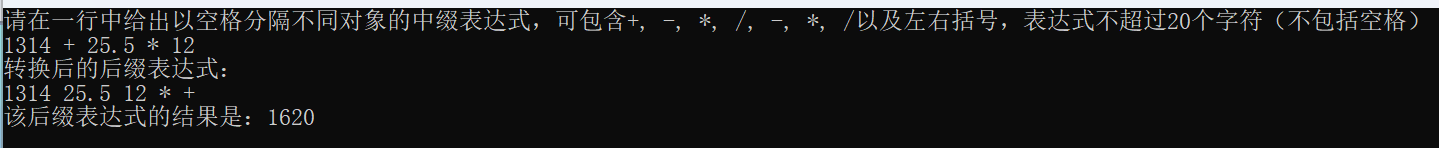 请在一行中给出以空格分隔不同对象的中缀表达式，可包含+, -, *, /, -, *, /以及左右括号，表达式不超过20个字符（不包括空格）
1314 + 25.5 * 12
转换后的后缀表达式：
1314 25.5 12 * +
该后缀表达式的结果是：1620